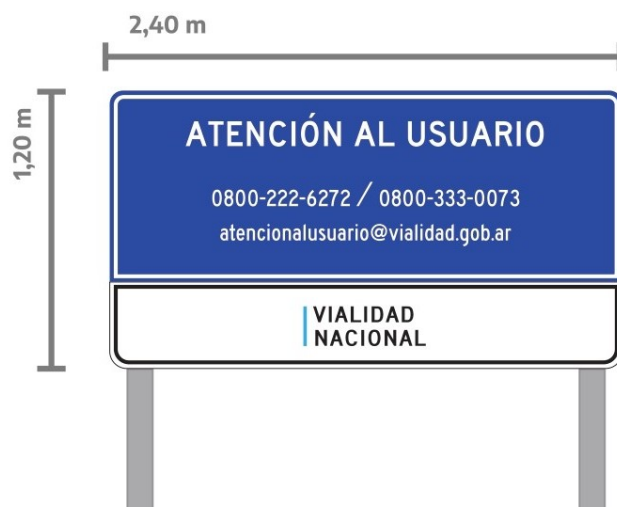 2,40 m
1,20 m
ATENCIÓN AL USUARIO
0800-222-6272 / 0800-333-0073
atencionalusuario@vialidad.gob.ar
VIALIDAD
NACIONAL